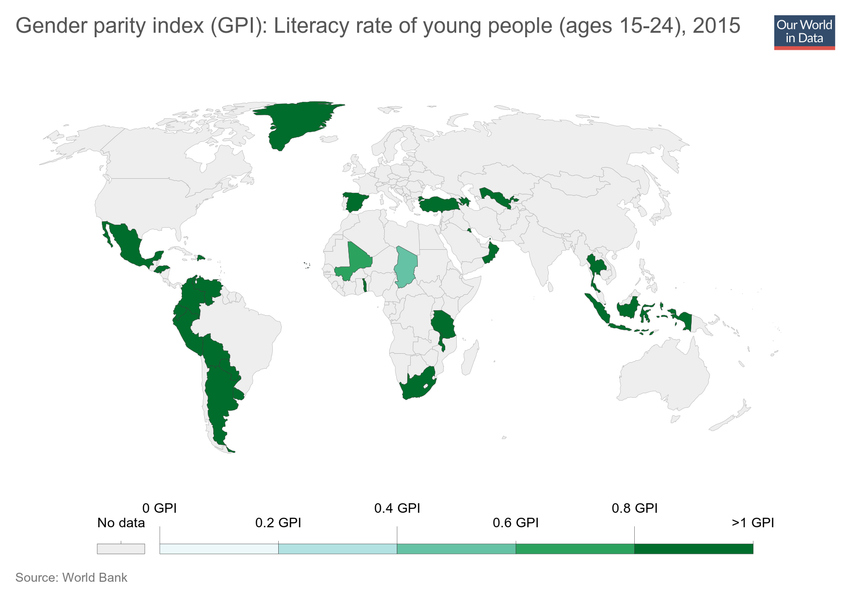 Gender parity index (GPI): Literacy rate of young people (ages 15-24), 2015
Our World
in Data
0 GPI
0.4 GPI
0.8 GPI
No data
0.2 GPI
0.6 GPI
>1 GPI
Source: World Bank